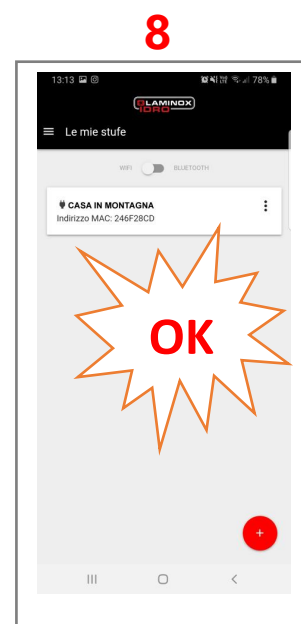 8
13:13 78%
LAMINOX
IDRO
Le mie stufe
WIFI BLUETOOTH
CASA IN MONTAGNA
Indirizzo MAC: 246F28CD
OK
+